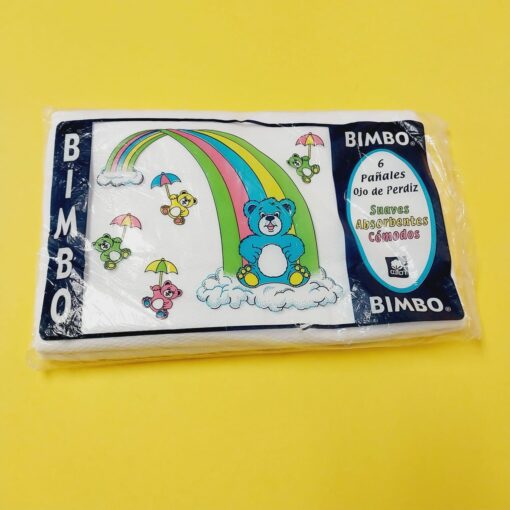 BIMBO
BIMBO®
6
Pañales
Ojo de Perdiz
Suaves
Absorbentes
Cómodos
BIMBO®